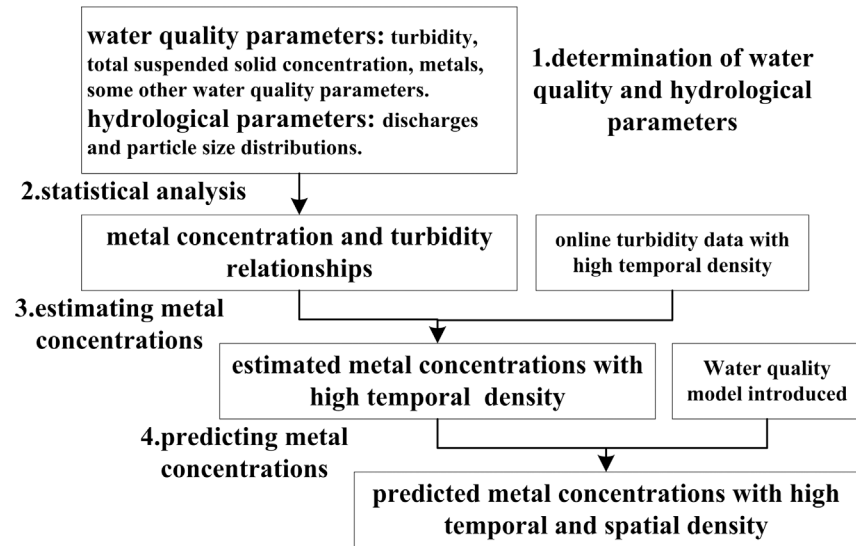 water quality parameters: turbidity,
total suspended solid concentration, metals,
some other water quality parameters.
hydrological parameters: discharges
and particle size distributions.
1.determination of water
quality and hydrological
parameters
2.statistical analysis
metal concentration and turbidity
relationships
online turbidity data with
high temporal density
3.estimating metal
concentrations
estimated metal concentrations with
high temporal density
Water quality
model introduced
4.predicting metal
concentrations
predicted metal concentrations with high
temporal and spatial density